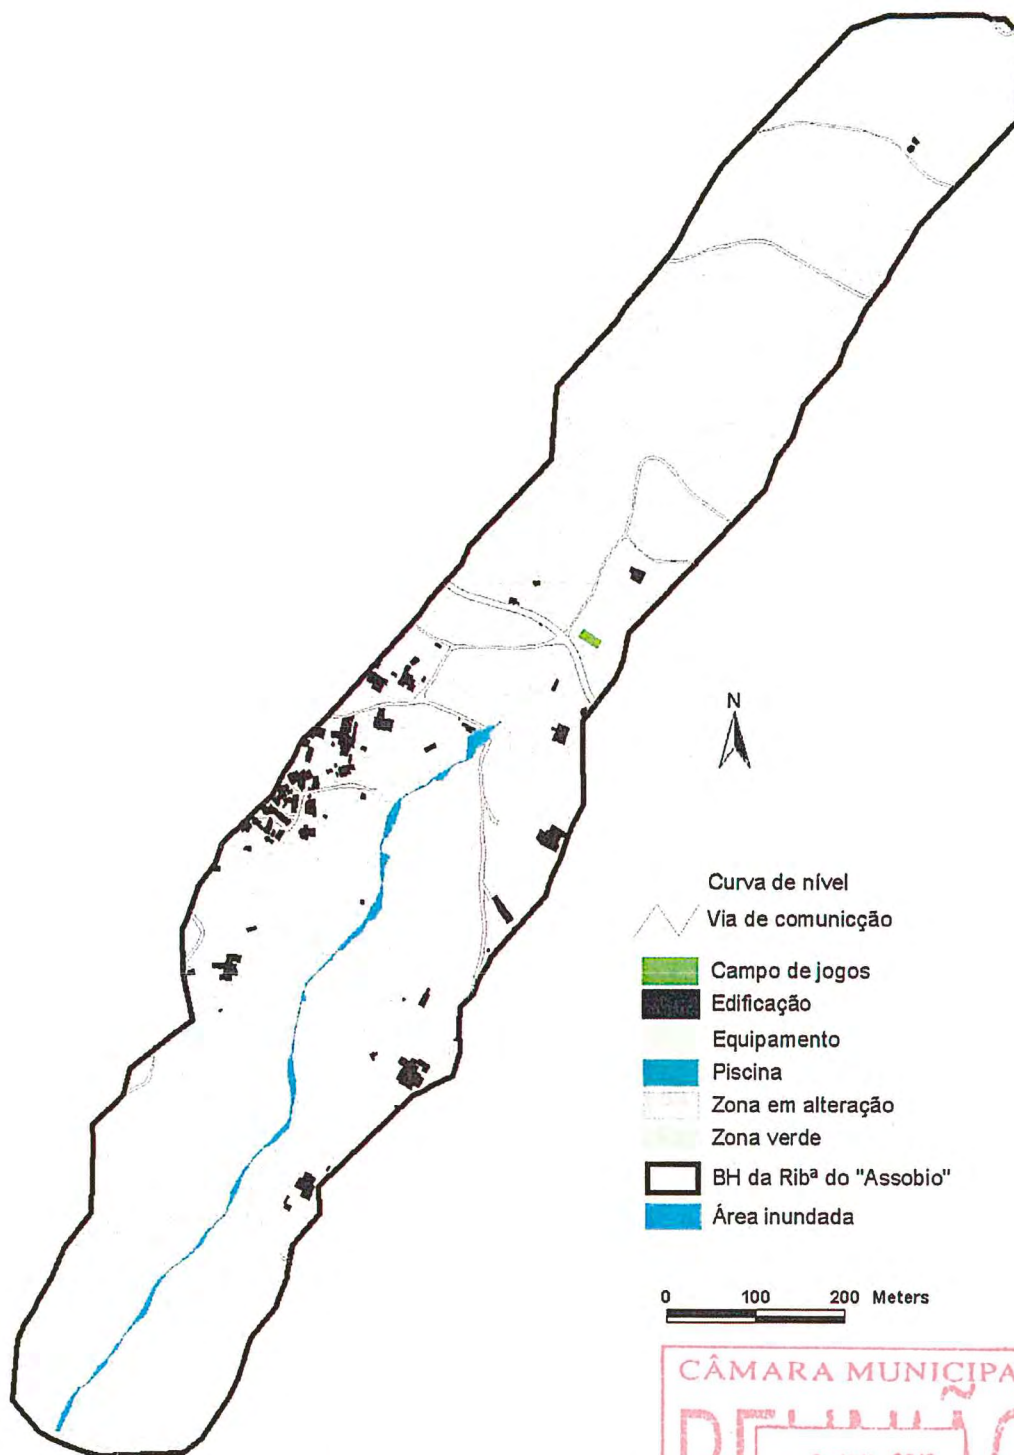 N
Curva de nível
Via de comunicção
Campo de jogos
Edificação
Equipamento
Piscina
Zona em alteração
Zona verde
BH da Ribª do "Assobio"
Área inundada
0 100 200 Meters
CÂMARA MUNICIPA